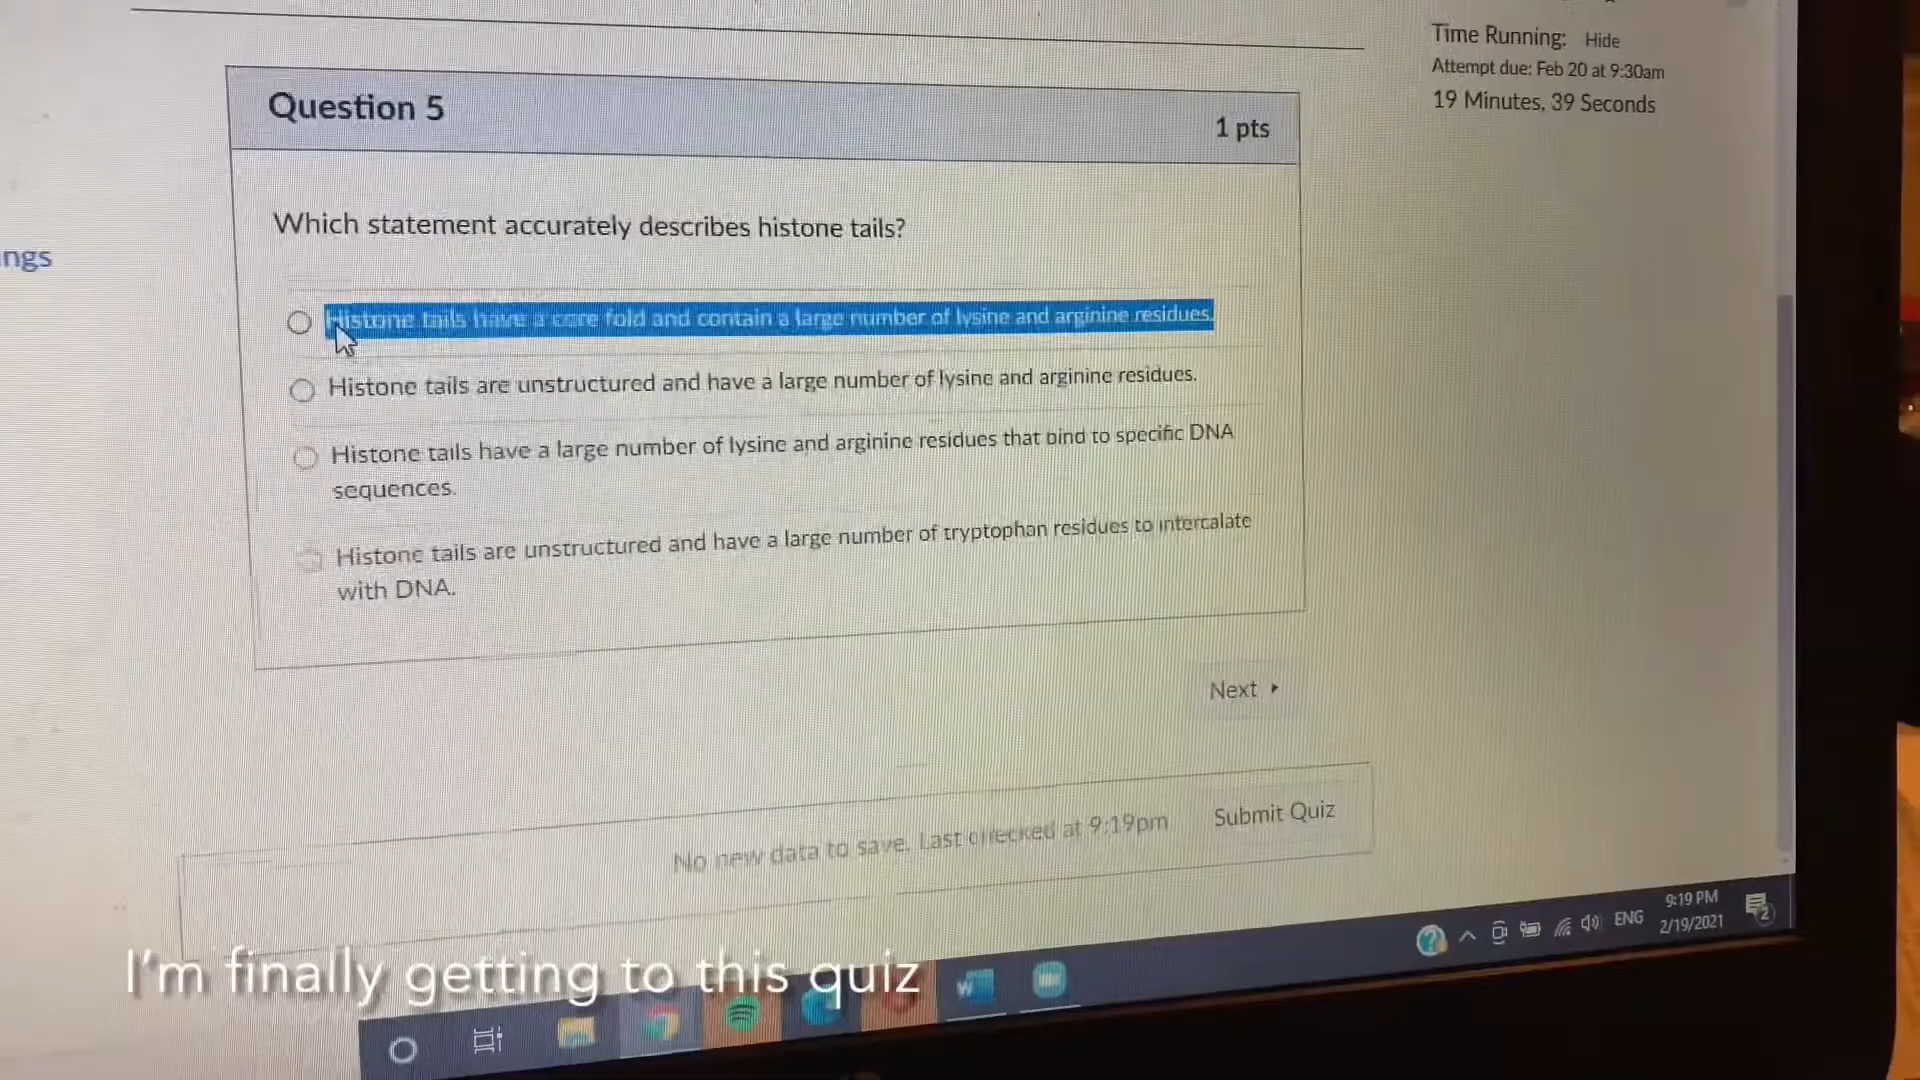 Time Running: Hide
Attempt due: Feb 20 at 9:30am
19 Minutes, 39 Seconds
Question 5
1 pts
Which statement accurately describes histone tails?
ngs
Histone tails have a core fold and contain a large number of lysine and arginine residues.
Histone tails are unstructured and have a large number of lysine and arginine residues.
Histone tails have a large number of lysine and arginine residues that bind to specific DNA
sequences.
Histone tails are unstructured and have a large number of tryptophan residues to intercalate
with DNA.
Next
No new data to save. Last checked at 9:19pm
Submit Quiz
9:19 PM
ENG
2/19/2021
2
I'm finally getting to this quiz
W